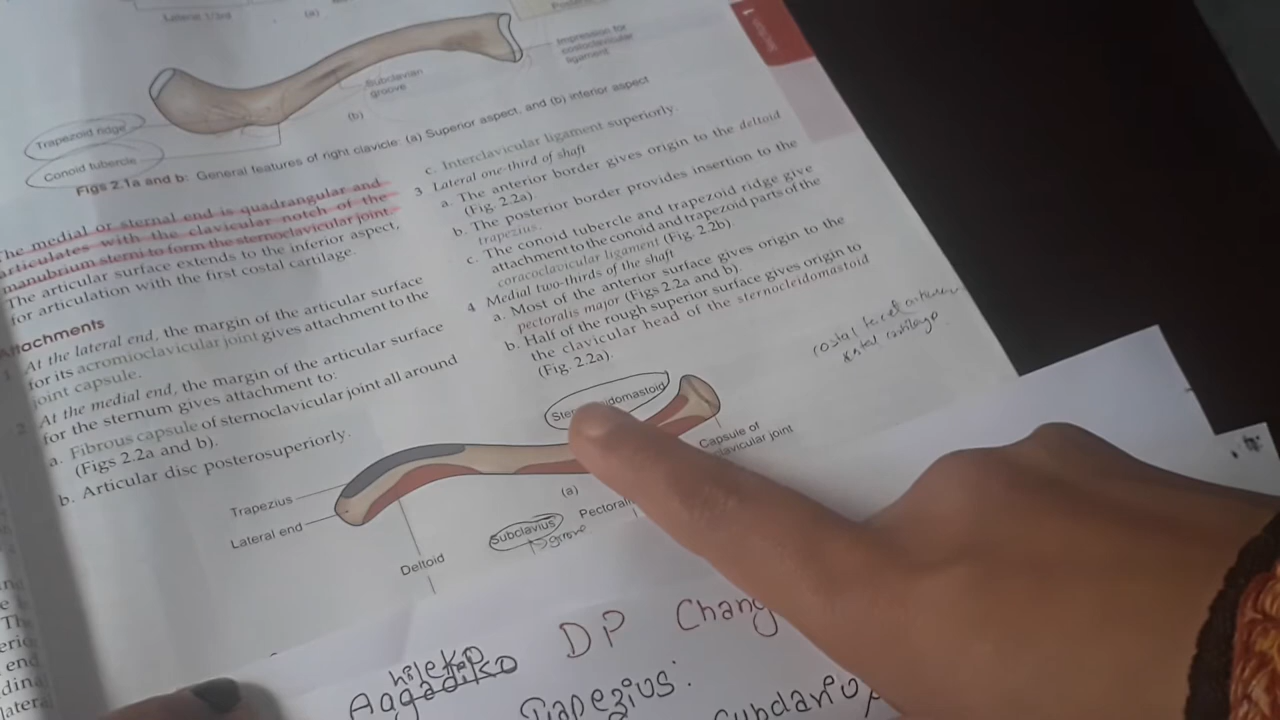 Lateral 1/3rd
(a)
Impression for
costoclavicular
ligament
Subclavian
groove
(b)
Trapezoid ridge
Conoid tubercle
Figs 2.1a and b: General features of right clavicle: (a) Superior aspect, and (b) inferior aspect
The medial or sternal end is quadrangular and
articulates with the clavicular notch of the
manubrium sterni to form the sternoclavicular joint.
The articular surface extends to the inferior aspect,
for articulation with the first costal cartilage.
Attachments
1 At the lateral end, the margin of the articular surface
for its acromioclavicular joint gives attachment to the
joint capsule.
2 At the medial end, the margin of the articular surface
for the sternum gives attachment to:
a. Fibrous capsule of sternoclavicular joint all around
(Figs 2.2a and b).
b. Articular disc posterosuperiorly.
c. Interclavicular ligament superiorly.
3 Lateral one-third of shaft
a. The anterior border gives origin to the deltoid
(Fig. 2.2a)
b. The posterior border provides insertion to the
trapezius.
c. The conoid tubercle and trapezoid ridge give
attachment to the conoid and trapezoid parts of the
coracoclavicular ligament (Fig. 2.2b).
4 Medial two-thirds of the shaft
a. Most of the anterior surface gives origin to the
pectoralis major (Figs 2.2a and b).
b. Half of the rough superior surface gives origin to
the clavicular head of the sternocleidomastoid
(Fig. 2.2a).
Capsule of
Trapezius
Lateral end
Deltoid
(a)
Subclavius
groove
DP
Trapezius: